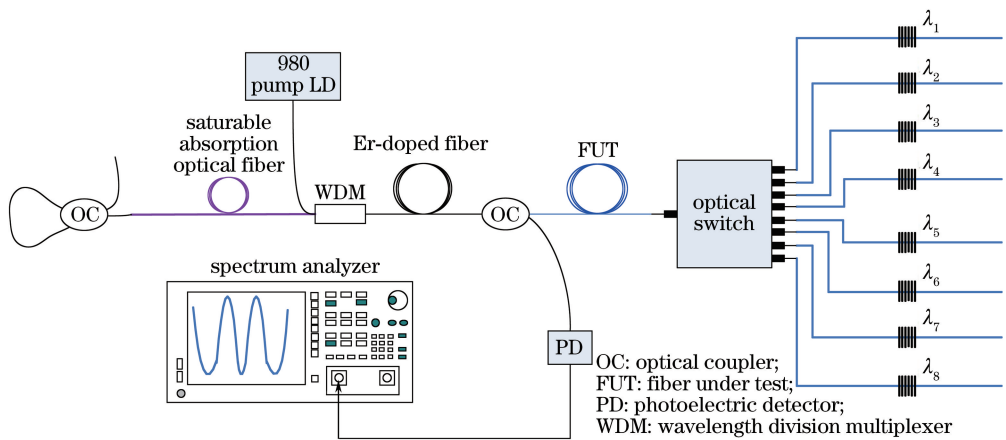 980
pump LD
saturable
absorption
optical fiber
Er-doped fiber
FUT
WDM
OC
OC
optical
switch
λ1
λ2
λ3
λ4
λ5
λ6
λ7
λ8
spectrum analyzer
PD
OC: optical coupler;
FUT: fiber under test;
PD: photoelectric detector;
WDM: wavelength division multiplexer